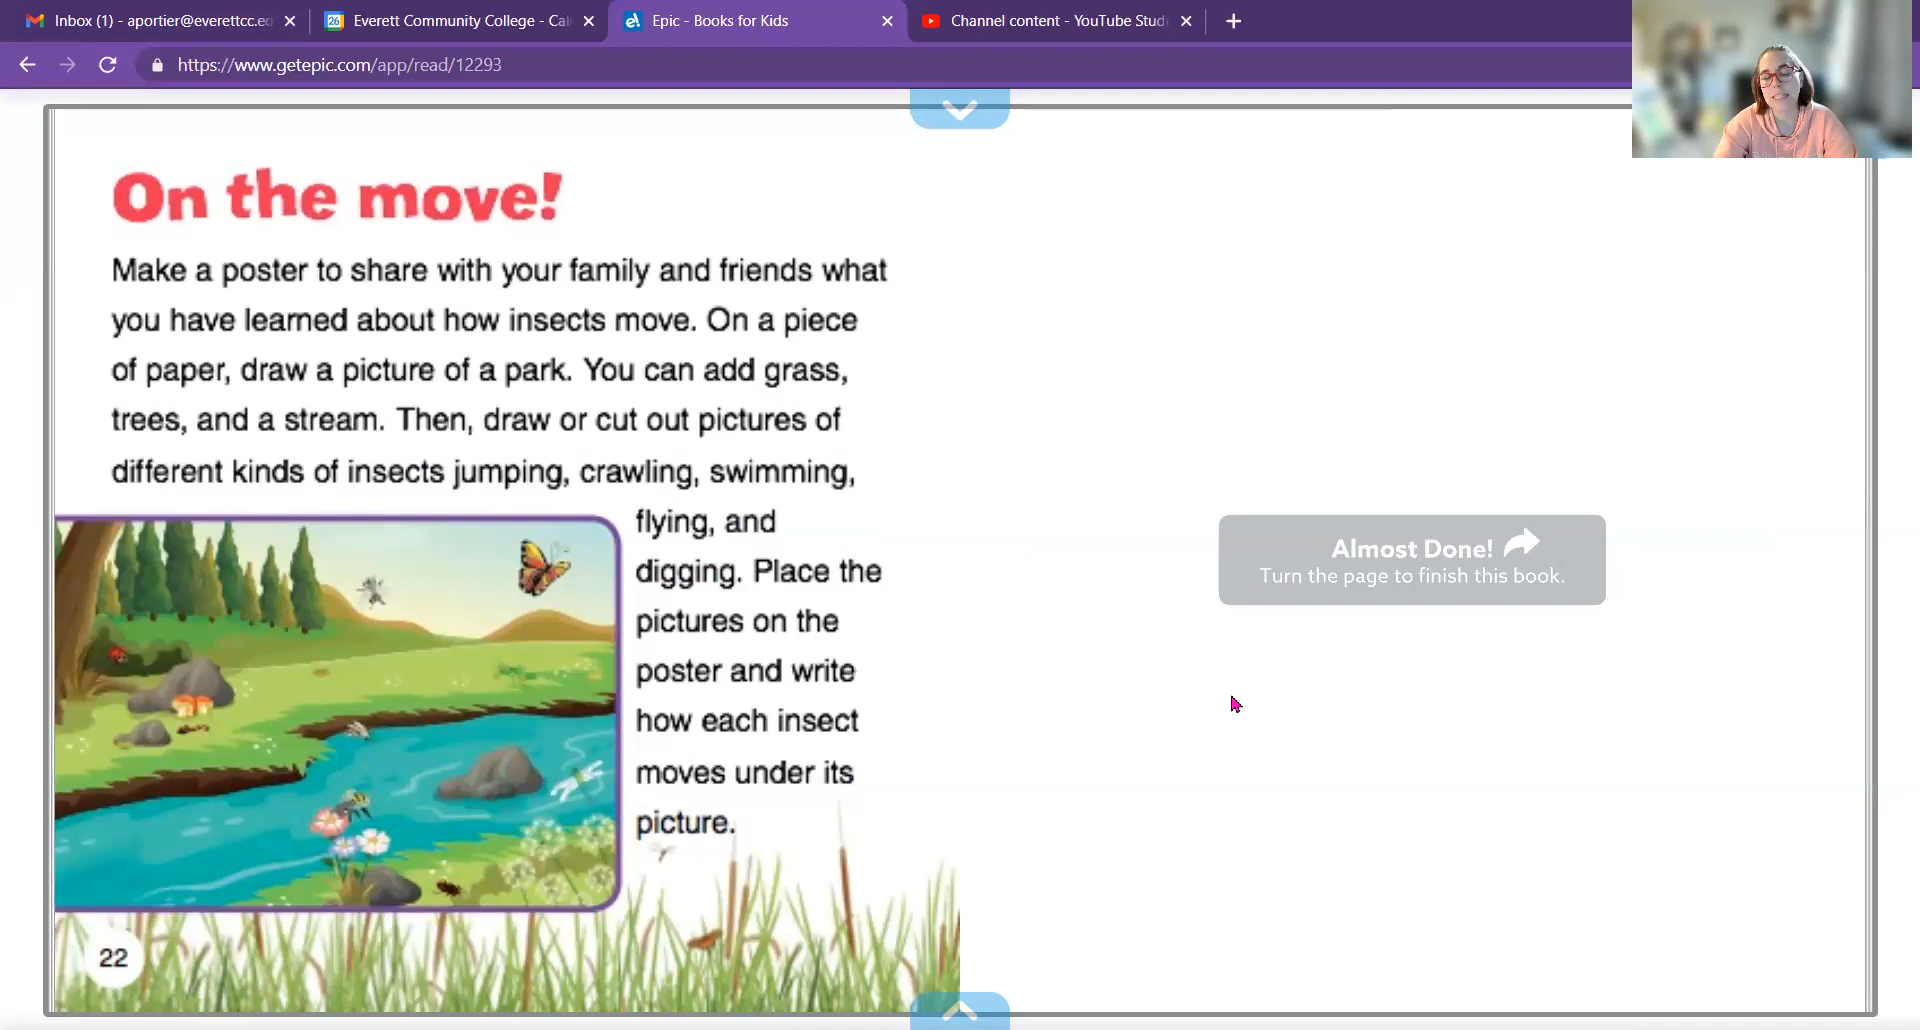 Inbox (1) - aportier@everettcc.ed
Everett Community College - Cal
Epic - Books for Kids
Channel content - YouTube Stud
26
https://www.getepic.com/app/read/12293
On the move!
Make a poster to share with your family and friends what
you have learned about how insects move. On a piece
of paper, draw a picture of a park. You can add grass,
trees, and a stream. Then, draw or cut out pictures of
different kinds of insects jumping, crawling, swimming,
flying, and
digging. Place the
pictures on the
poster and write
how each insect
moves under its
picture.
22
Almost Done!
Turn the page to finish this book.